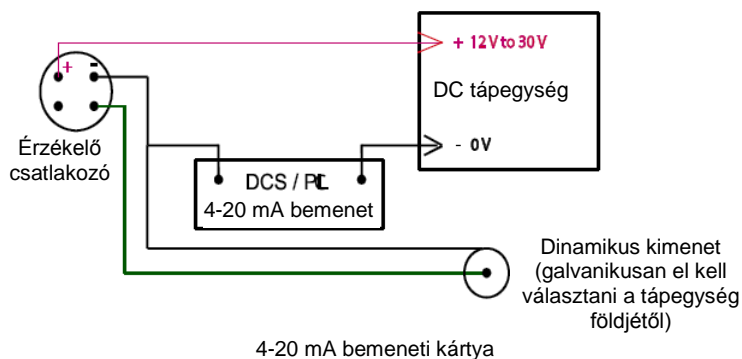 + 12V to 30V
+ -
DC tápegység
Érzékelő
csatlakozó
- 0V
DCS / PLC
4-20 mA bemenet
Dinamikus kimenet
(galvanikusan el kell
választani a tápegység
földjétől)
4-20 mA bemeneti kártya